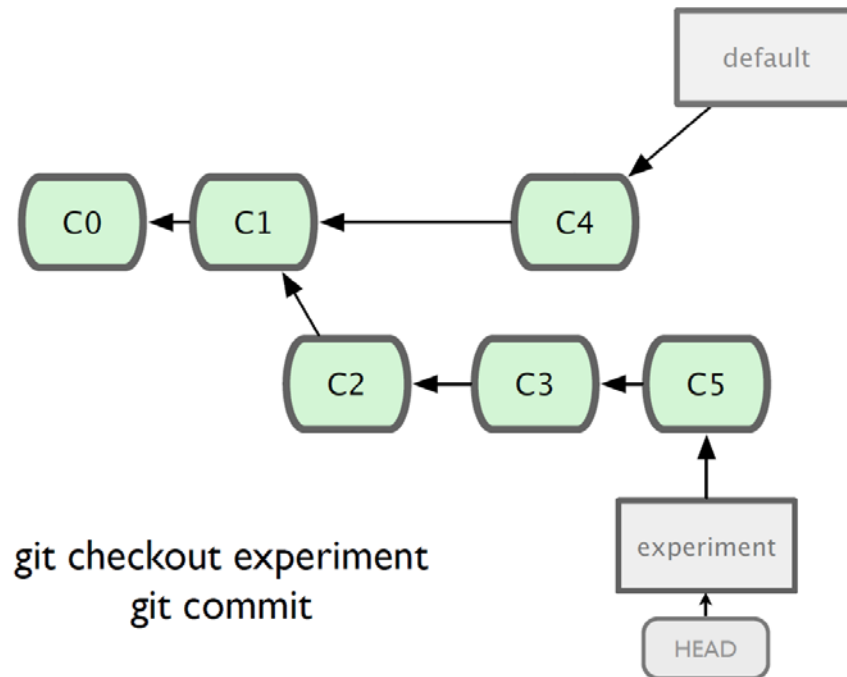 default
C0
C1
C4
C2
C3
C5
experiment
git checkout experiment
git commit
HEAD